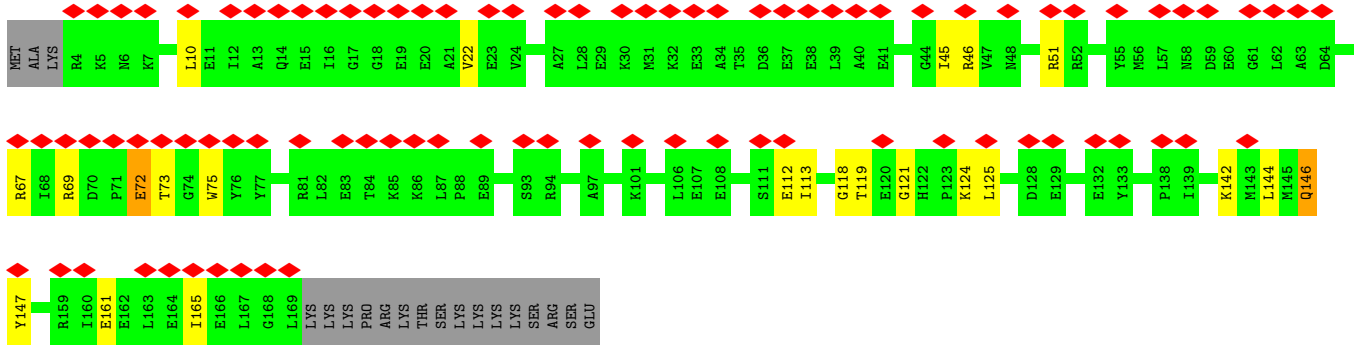 MET ALA LYS R4 K5 N6 K7 L10 E11 I12 A13 Q14 E15 I16 G17 G18 E19 E20 A21 V22 E23 V24 A27 L28 E29 K30 M31 K32 E33 A34 T35 D36 E37 E38 L39 A40 E41 G44 I45 R46 V47 N48 R51 R52 Y55 M56 L57 N58 D59 E60 G61 L62 A63 D64
R67 I68 R69 D70 P71 E72 T73 G74 W75 Y76 Y77 R81 L82 E83 T84 K85 K86 L87 P88 E89 S93 R94 A97 K101 L106 E107 E108 S111 E112 I113 G118 T119 E120 G121 H122 P123 K124 L125 D128 E129 E132 Y133 P138 I139 K142 M143 L144 M145 Q146
Y147 R159 I160 E161 E162 L163 E164 I165 E166 L167 G168 L169 LYS LYS LYS PRO ARG LYS THR SER LYS LYS LYS LYS SER ARG SER GLU